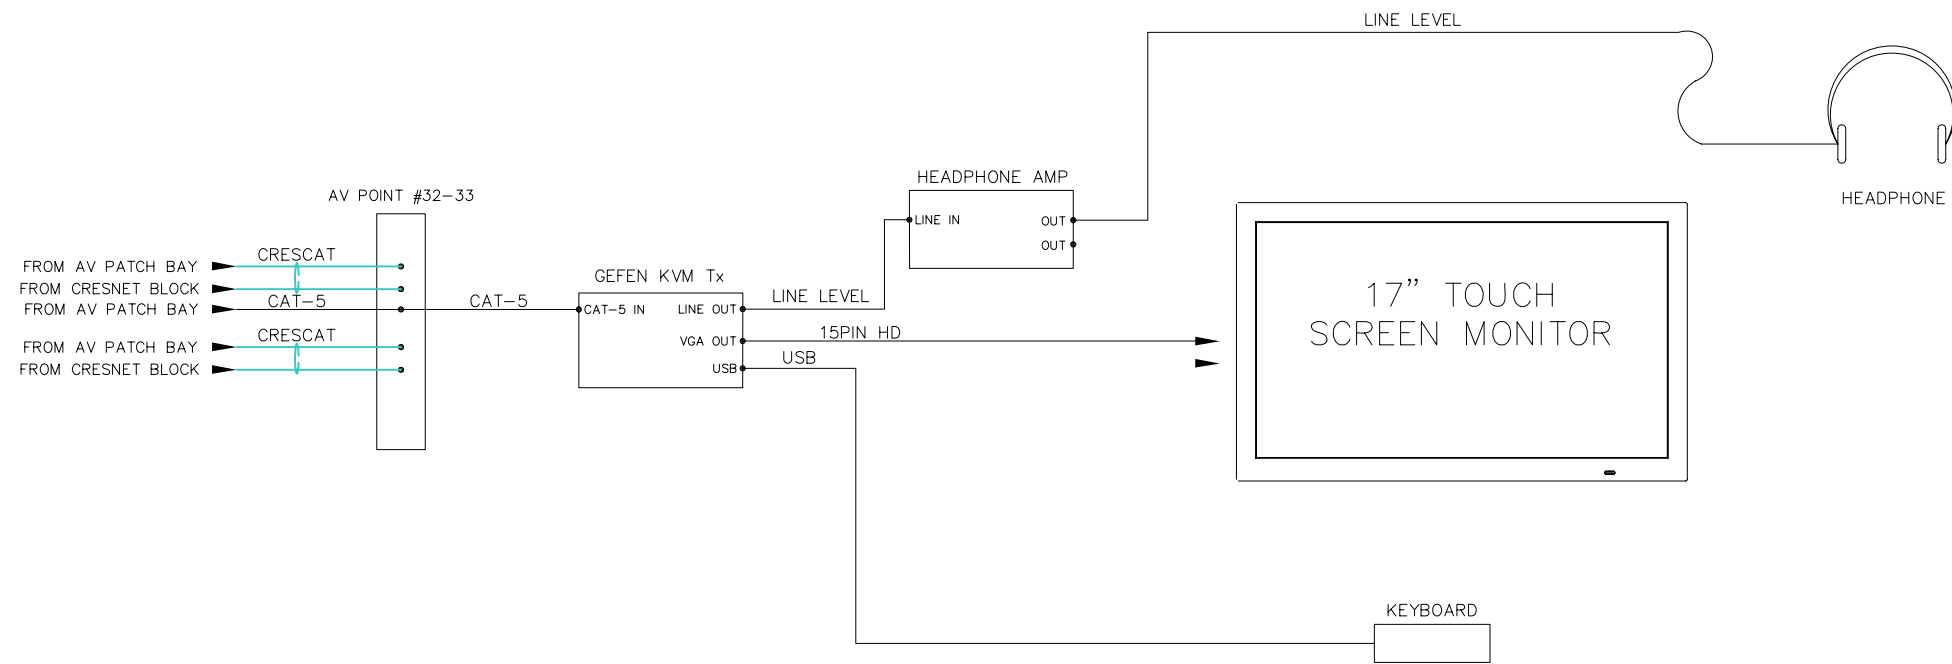 LINE LEVEL
HEADPHONE AMP
LINE IN
OUT
OUT
HEADPHONE
AV POINT #32-33
CRESCAT
FROM AV PATCH BAY
FROM CRESNET BLOCK
CAT-5
FROM AV PATCH BAY
CRESCAT
FROM AV PATCH BAY
FROM CRESNET BLOCK
CAT-5
GEFEN KVM Tx
CAT-5 IN
LINE OUT
VGA OUT
USB
LINE LEVEL
15PIN HD
USB
17" TOUCH
SCREEN MONITOR
KEYBOARD